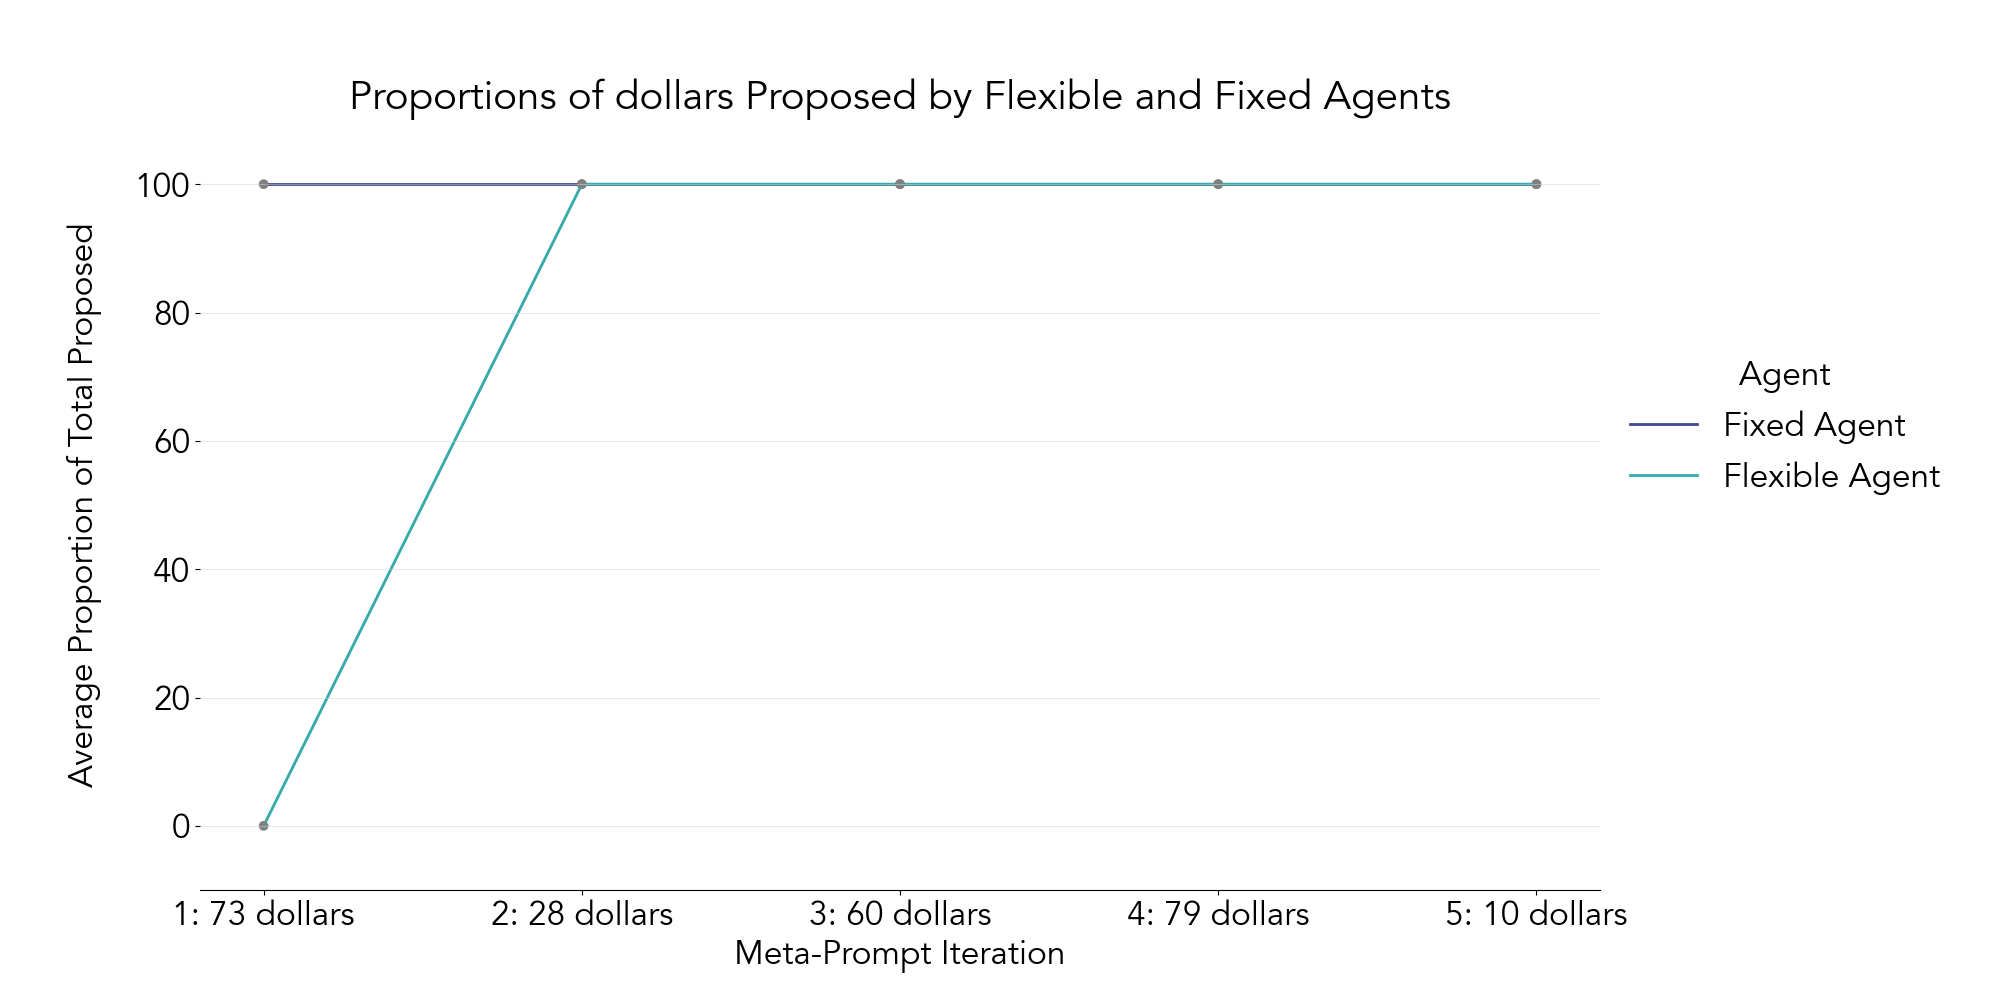 Proportions of dollars Proposed by Flexible and Fixed Agents
Average Proportion of Total Proposed
100
80
60
40
20
0
1: 73 dollars
2: 28 dollars
3: 60 dollars
4: 79 dollars
5: 10 dollars
Meta-Prompt Iteration
Agent
Fixed Agent
Flexible Agent